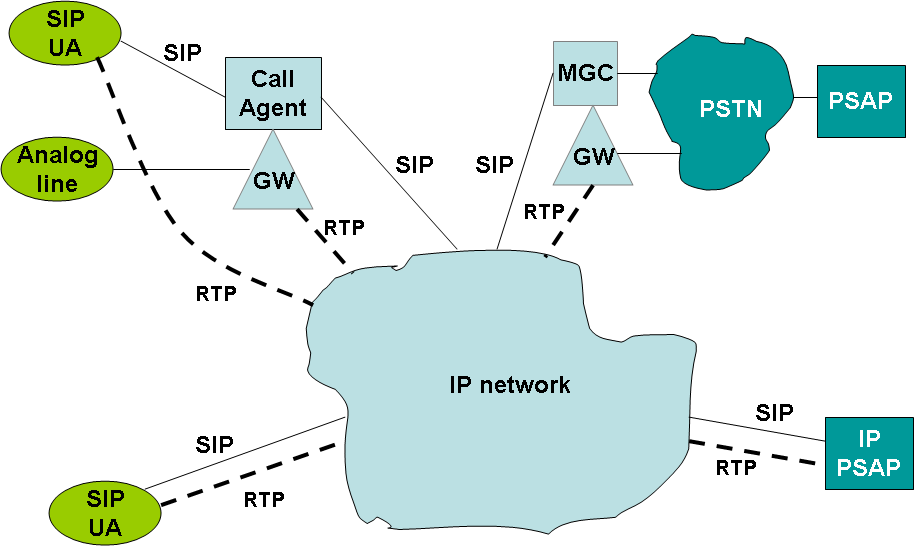 SIP
UA
SIP
Call
Agent
MGC
PSTN
PSAP
Analog
line
GW
SIP
SIP
GW
RTP
RTP
RTP
IP network
SIP
RTP
SIP
UA
SIP
RTP
IP
PSAP